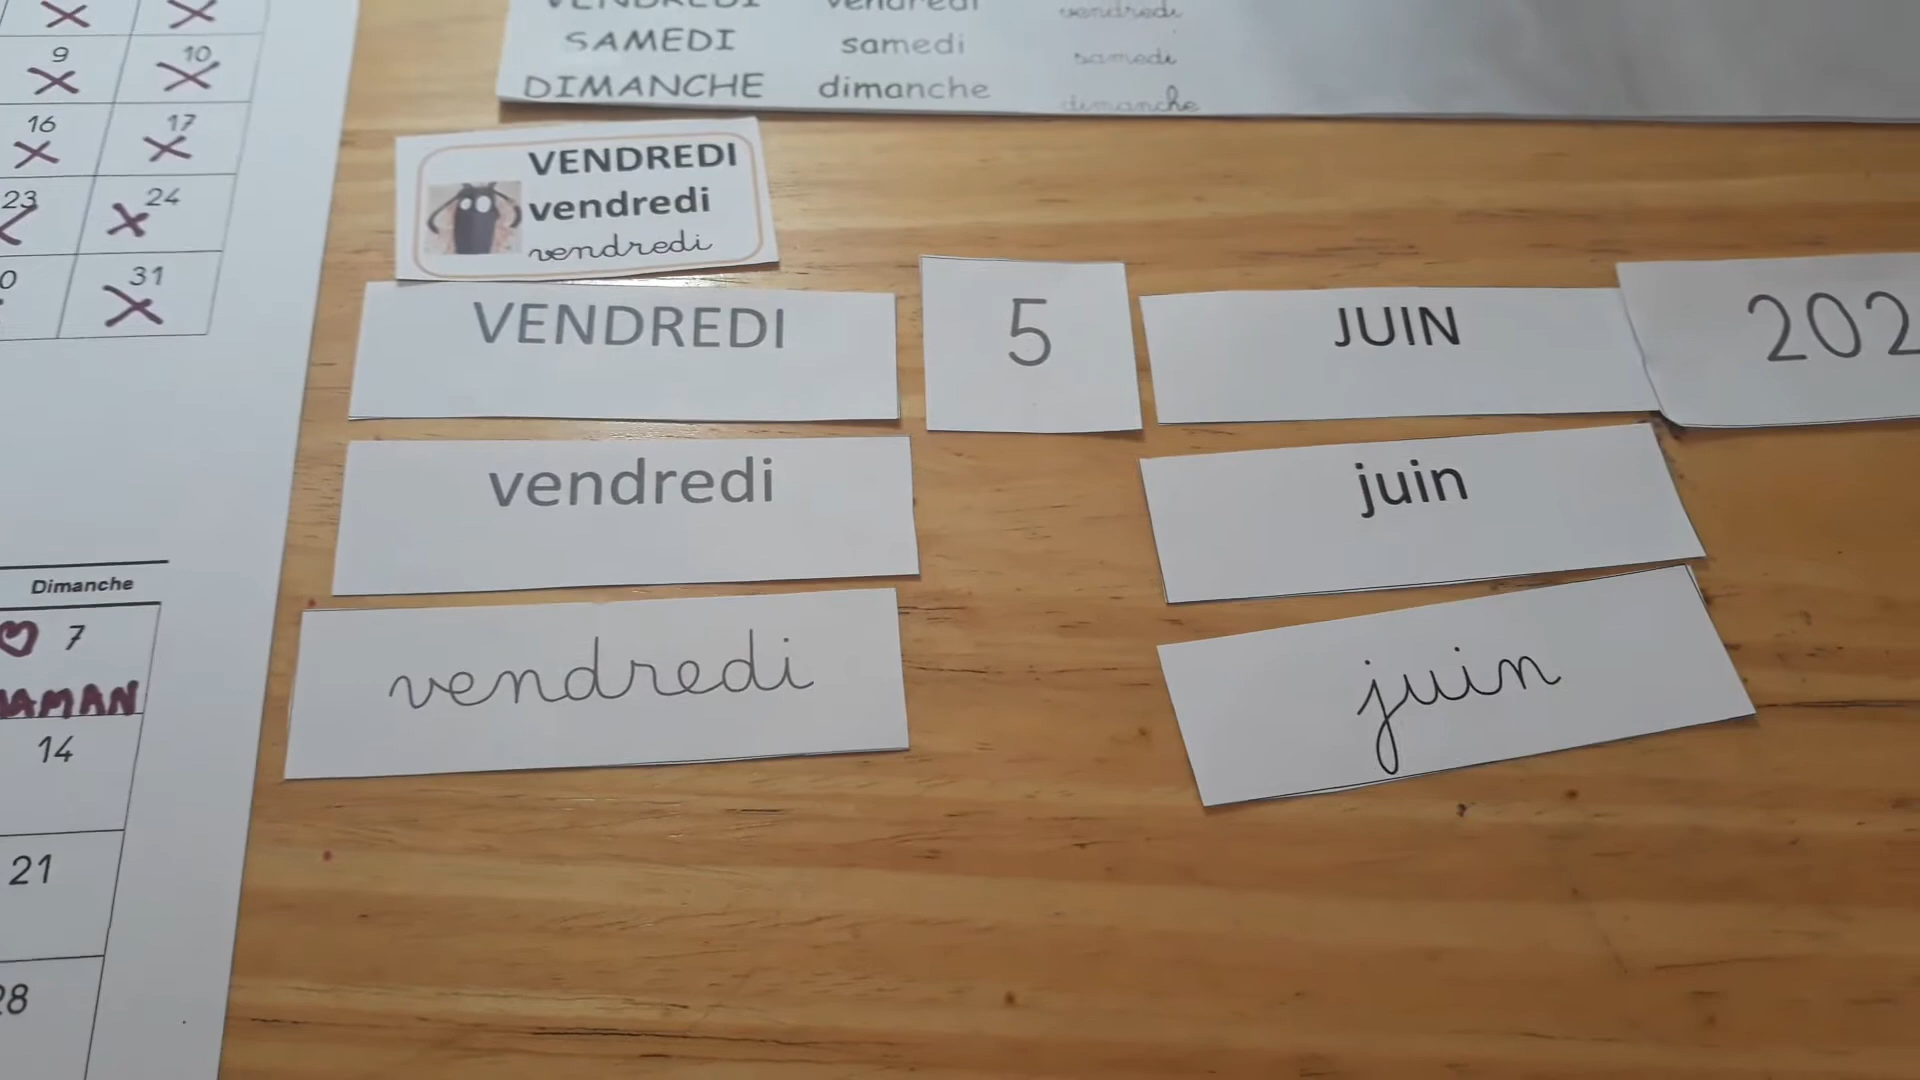 9 10
16 17
23 24
31
Dimanche
7
MAMAN
14
21
28
SAMEDI samedi samedi
DIMANCHE dimanche dimanche
VENDREDI
vendredi
vendredi
VENDREDI 5 JUIN 202
vendredi juin
vendredi juin